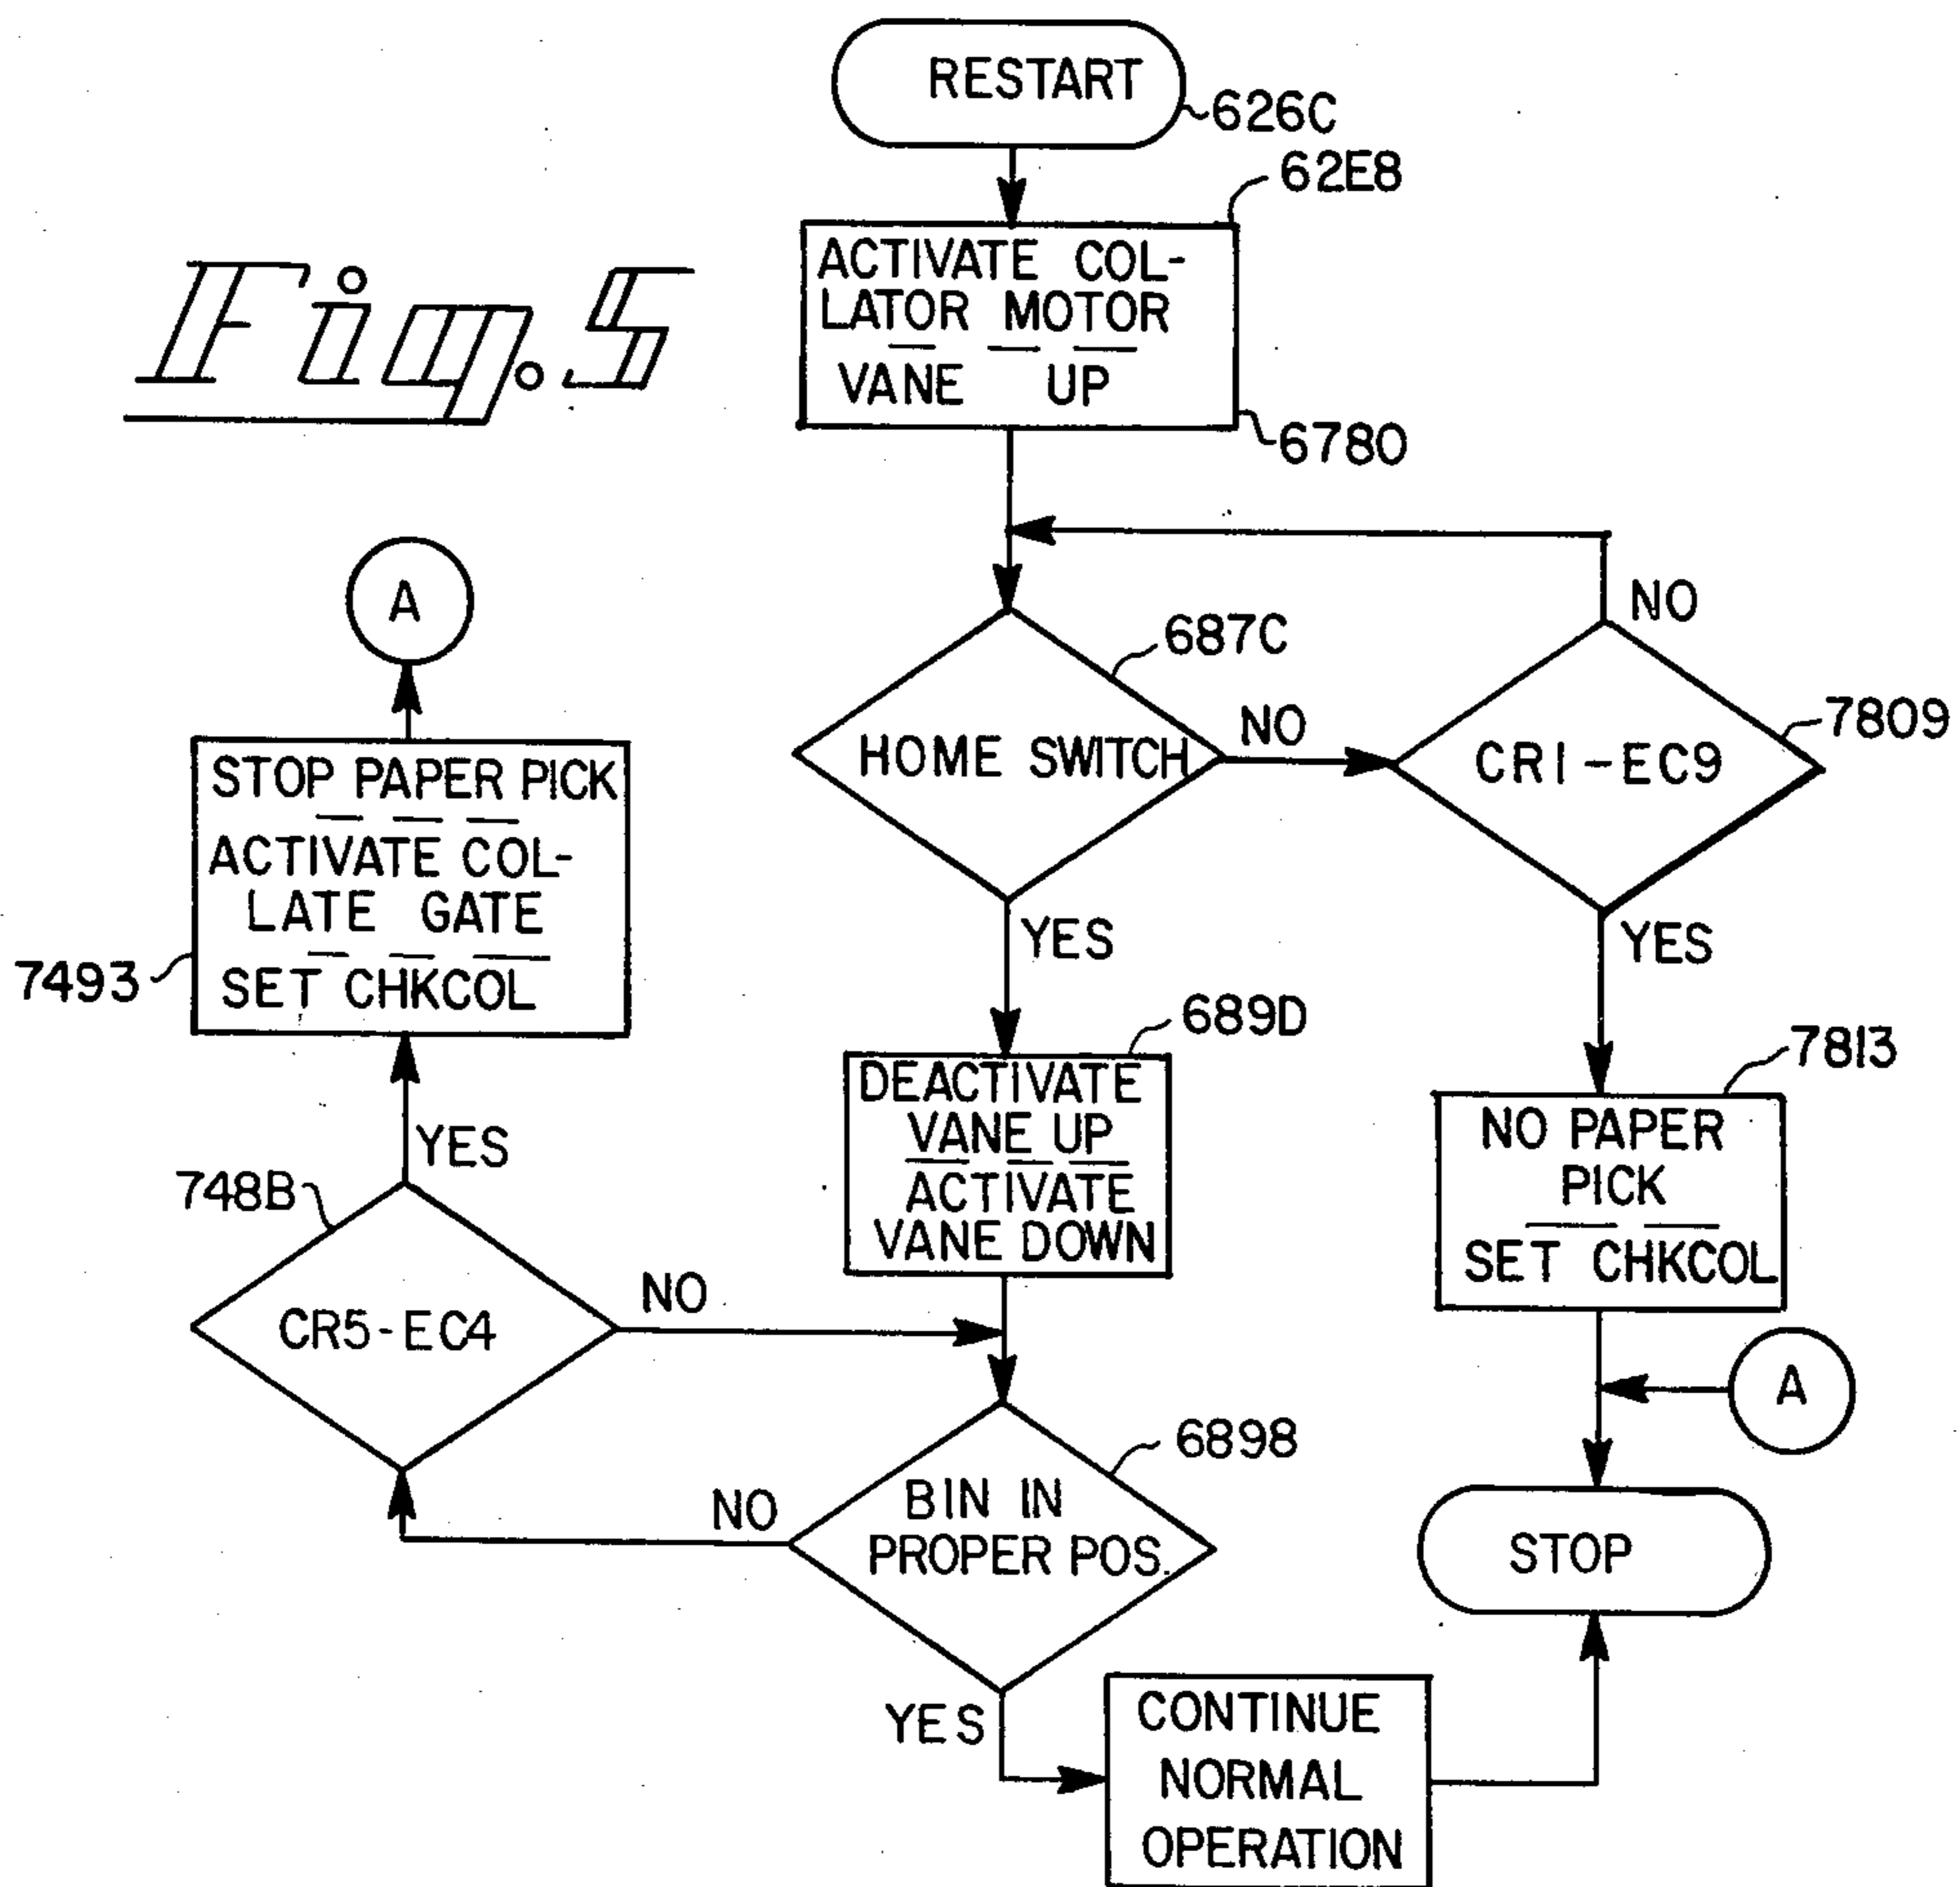 Fig. 5
RESTART
626C
62E8
ACTIVATE COL-
LATOR MOTOR
VANE UP
6780
A
NO
687C
7809
HOME SWITCH
NO
CR1-EC9
STOP PAPER PICK
ACTIVATE COL-
LATE GATE
SET CHKCOL
7493
YES
YES
689D
7813
DEACTIVATE
VANE UP
ACTIVATE
VANE DOWN
NO PAPER
PICK
SET CHKCOL
YES
748B
CR5-EC4
NO
A
6898
BIN IN
PROPER POS.
NO
STOP
YES
CONTINUE
NORMAL
OPERATION